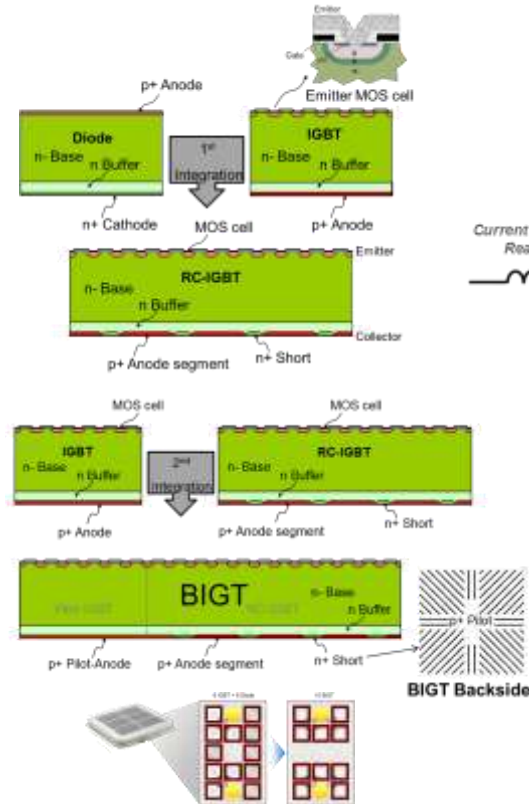 Emitter
Gate
Emitter MOS cell
p+ Anode
Diode
n- Base
n Buffer
n+ Cathode
1st
Integration
IGBT
n- Base
n Buffer
p+ Anode
MOS cell
Emitter
RC-IGBT
n- Base
n Buffer
Collector
p+ Anode segment
n+ Short
Current
Rea
MOS cell
IGBT
n- Base
n Buffer
p+ Anode
2nd
Integration
MOS cell
RC-IGBT
n- Base
n Buffer
p+ Anode segment
n+ Short
BIGT
n- Base
n Buffer
p+ Pilot-Anode
p+ Anode segment
n+ Short
p+ Pilot
BIGT Backside